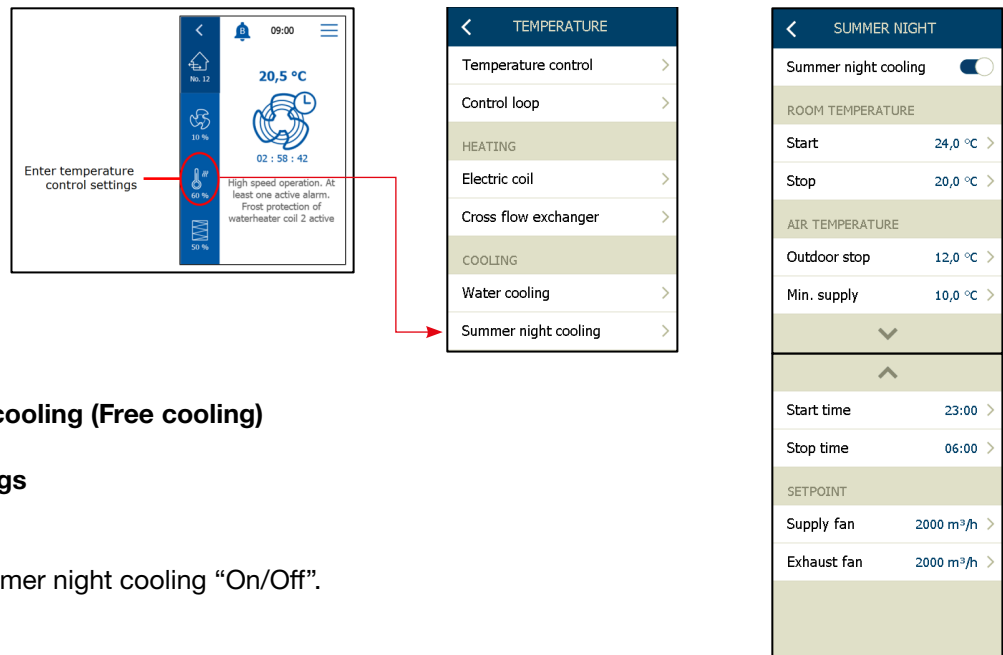 Enter temperature
control settings
B
09:00
No. 12
10 %
60 %
50 %
20,5 °C
02 : 58 : 42
High speed operation. At
least one active alarm.
Frost protection of
waterheater coil 2 active
TEMPERATURE
Temperature control
Control loop
HEATING
Electric coil
Cross flow exchanger
COOLING
Water cooling
Summer night cooling
SUMMER NIGHT
Summer night cooling
ROOM TEMPERATURE
Start 24,0 °C
Stop 20,0 °C
AIR TEMPERATURE
Outdoor stop 12,0 °C
Min. supply 10,0 °C
Start time 23:00
Stop time 06:00
SETPOINT
Supply fan 2000 m³/h
Exhaust fan 2000 m³/h
cooling (Free cooling)
gs
mer night cooling “On/Off”.